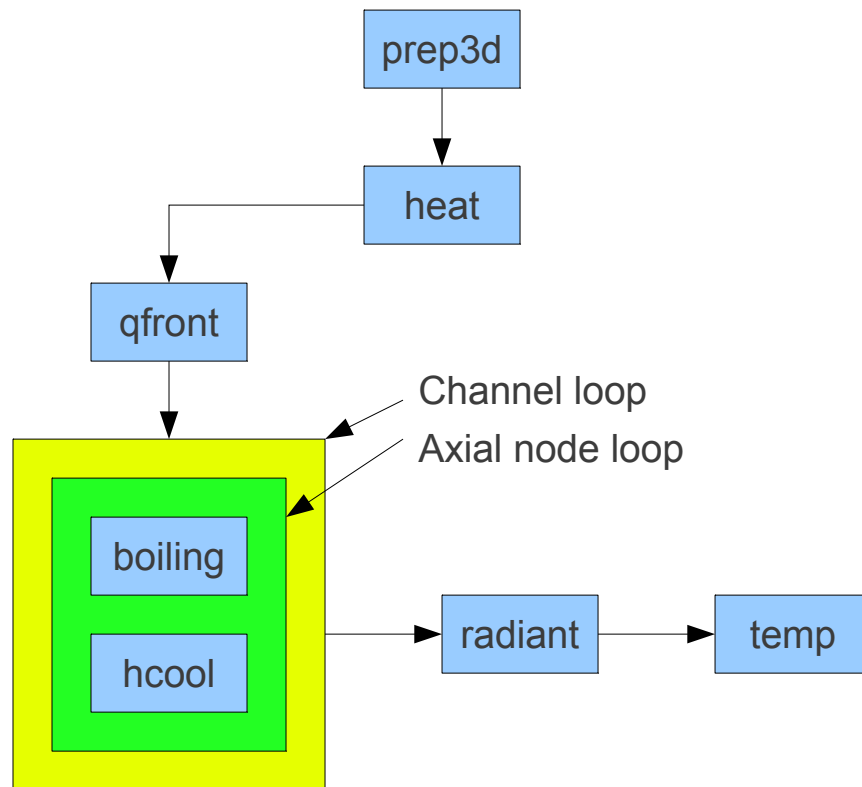 prep3d
heat
qfront
Channel loop
Axial node loop
boiling
hcool
radiant
temp